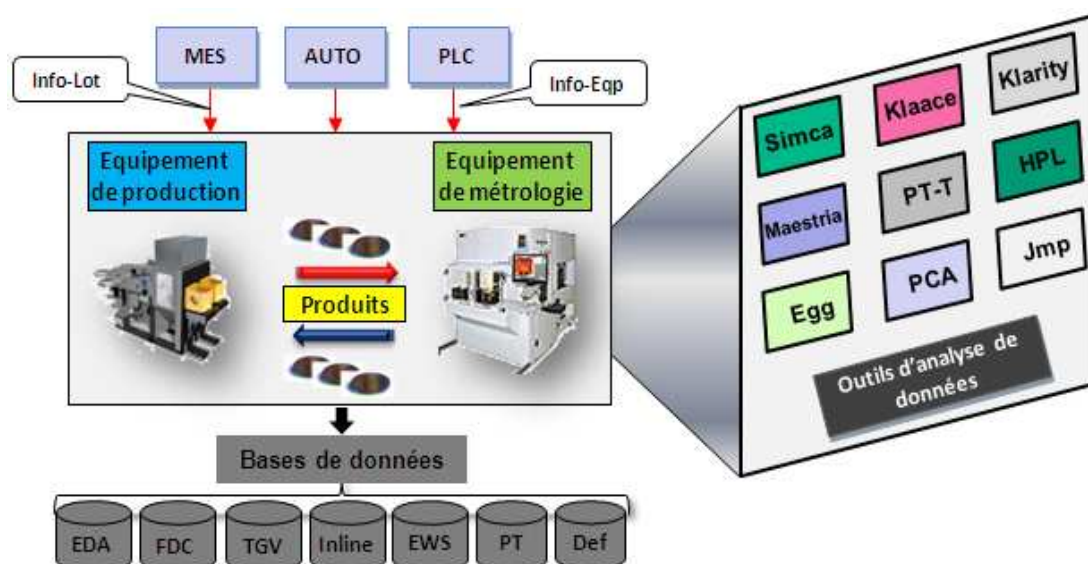 MES
AUTO
PLC
Info-Lot
Info-Eqp
Equipement
de production
Equipement
de métrologie
Produits
Bases de données
EDA
FDC
TGV
Inline
EWS
PT
Def
Simca
Klaace
Klarity
Maestria
PT-T
HPL
Egg
PCA
Jmp
Outils d'analyse de
données